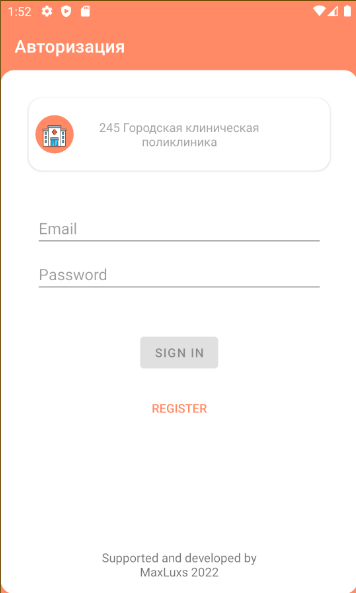 1:52
Авторизация
245 Городская клиническая
поликлиника
Email
Password
SIGN IN
REGISTER
Supported and developed by
MaxLuxs 2022